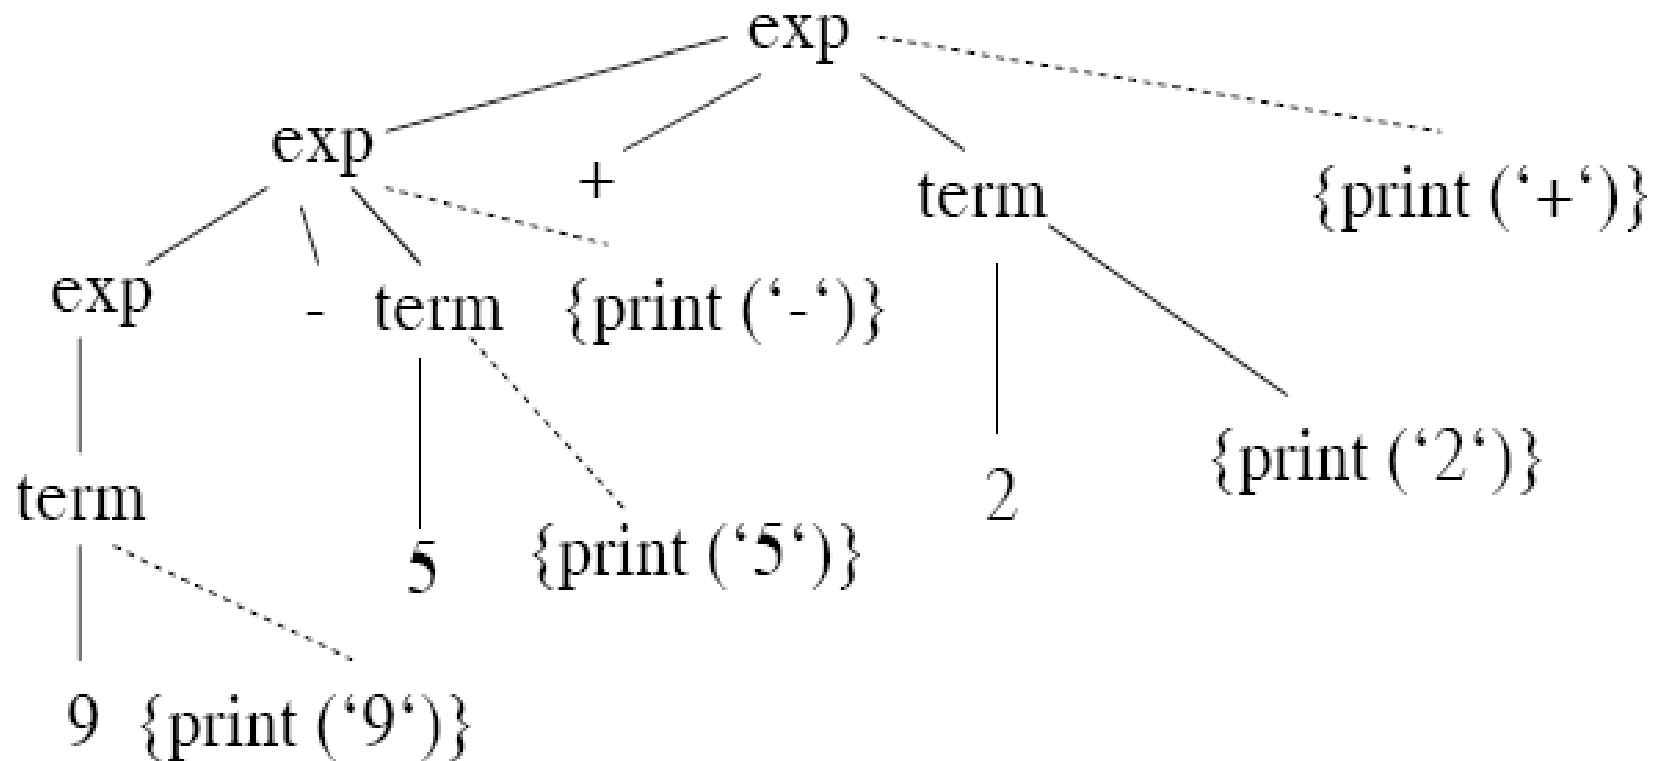 exp
exp
+
term
{print (‘+‘)}
exp
-
term
{print (‘-‘)}
term
5
{print (‘5‘)}
2
{print (‘2‘)}
9 {print (‘9‘)}